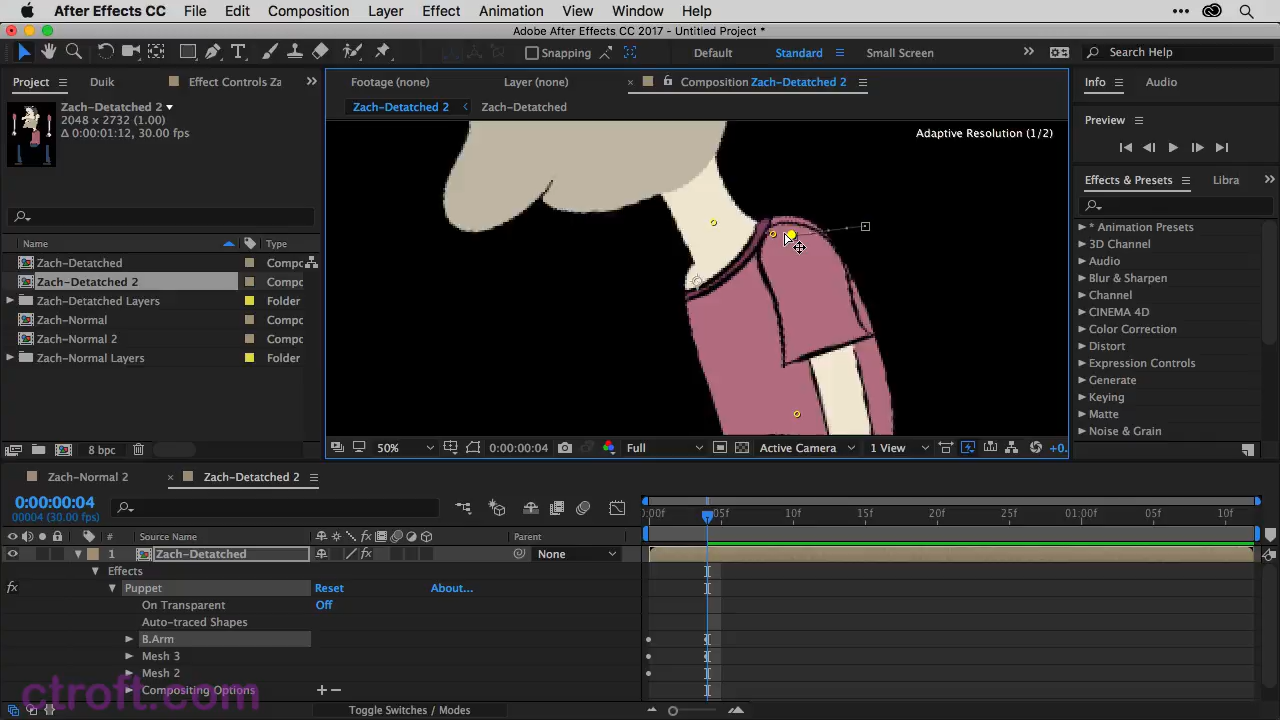 After Effects CC File Edit Composition Layer Effect Animation View Window Help
Adobe After Effects CC 2017 - Untitled Project *
Snapping Default Standard Small Screen Search Help
Project Duik Effect Controls Za Footage (none) Layer (none) Composition Zach-Detatched 2 Info Audio
Zach-Detatched 2
2048 x 2732 (1.00)
Δ 0:00:01:12, 30.00 fps
Zach-Detatched 2 Zach-Detatched
Adaptive Resolution (1/2)
Preview
Effects & Presets Libra
Name Type
Zach-Detatched Compo
Zach-Detatched 2 Compo
Zach-Detatched Layers Folder
Zach-Normal Compo
Zach-Normal 2 Compo
Zach-Normal Layers Folder
* Animation Presets
3D Channel
Audio
Blur & Sharpen
Channel
CINEMA 4D
Color Correction
Distort
Expression Controls
Generate
Keying
Matte
Noise & Grain
8 bpc
50% 0:00:00:04 Full Active Camera 1 View +0.
Zach-Normal 2 Zach-Detatched 2
0:00:00:04
00004 (30.00 fps)
0:00f 05f 10f 15f 20f 25f 01:00f 05f 10f
# Source Name Parent
1 Zach-Detatched None
Effects
fx Puppet Reset About...
On Transparent Off
Auto-traced Shapes
B.Arm
Mesh 3
Mesh 2
Compositing Options
ctroft.com
Toggle Switches / Modes